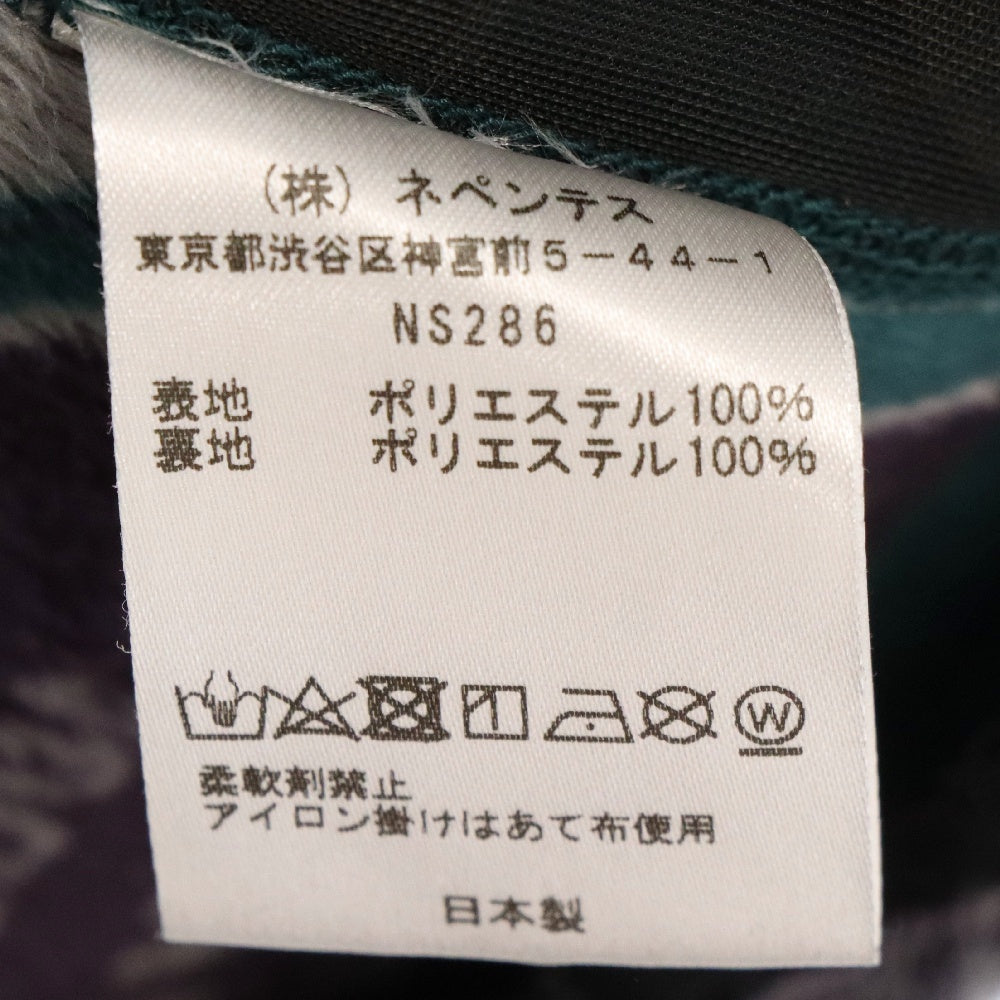 (株) ネペンテス
東京都渋谷区神宮前5-44-1
NS286
表地 ポリエステル100%
裏地 ポリエステル100%
W
柔軟剤禁止
アイロン掛けはあて布使用
日本製